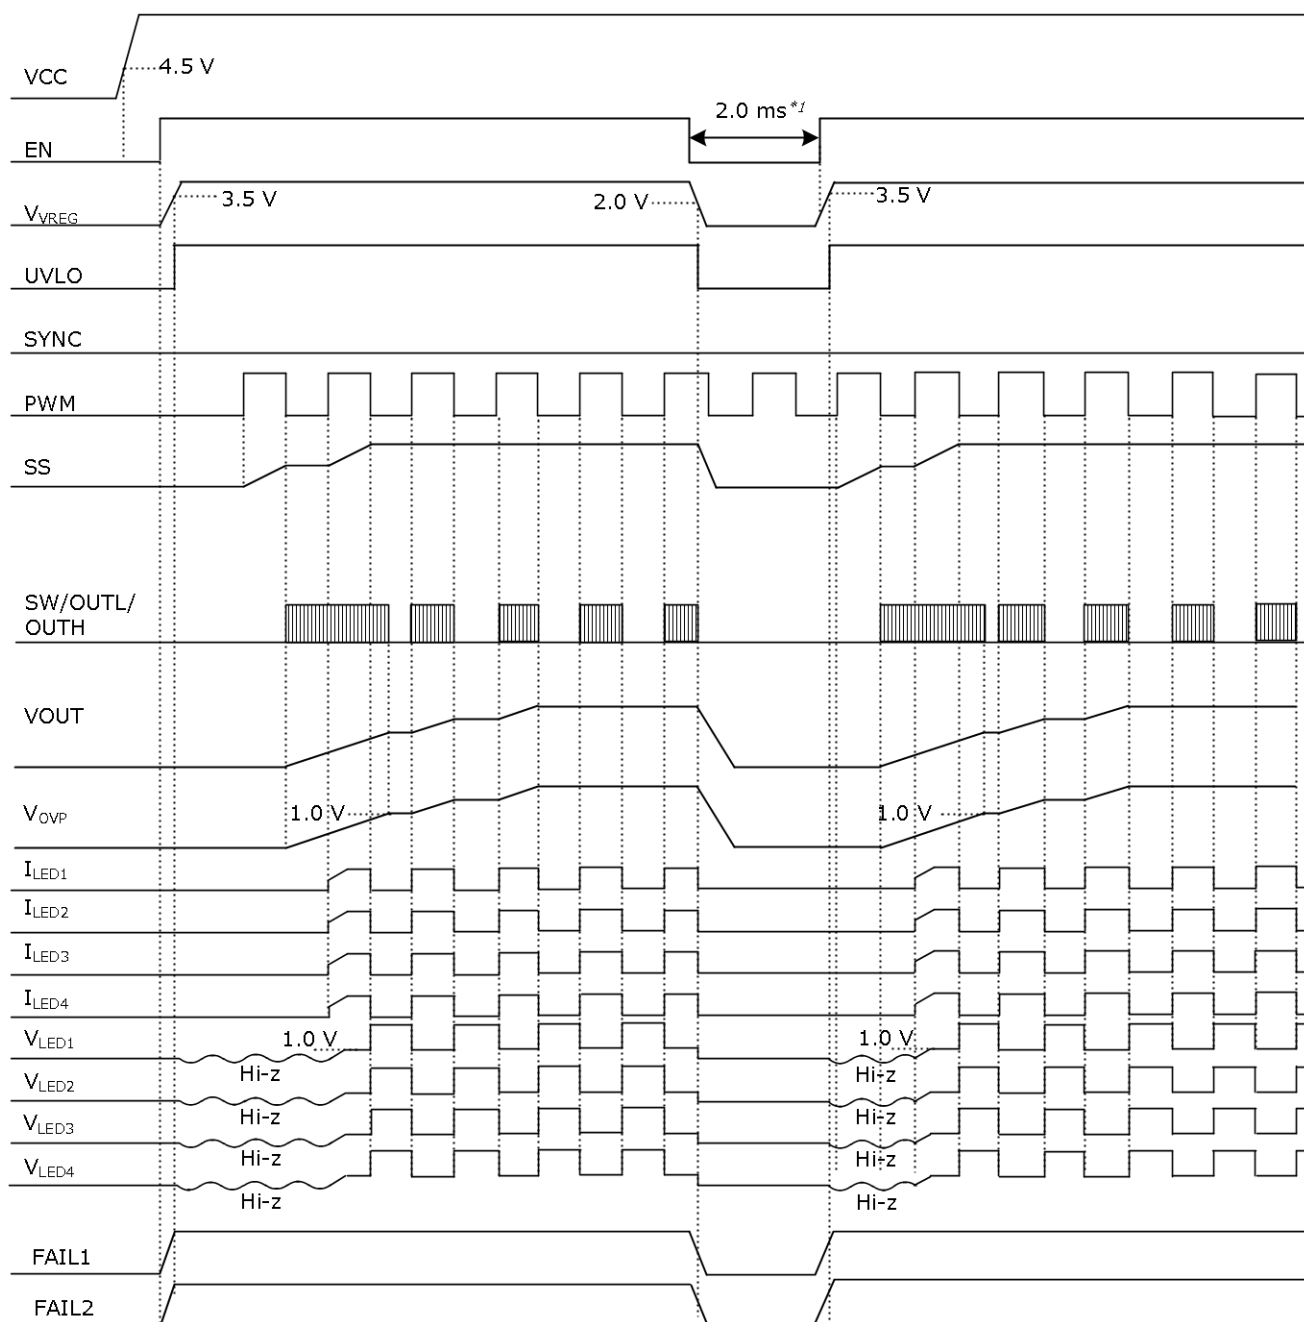 VCC
4.5 V
2.0 ms*1
EN
VVREG
3.5 V
2.0 V
3.5 V
UVLO
SYNC
PWM
SS
SW/OUTL/
OUTH
VOUT
VOVP
1.0 V
1.0 V
ILED1
ILED2
ILED3
ILED4
VLED1
1.0 V
1.0 V
Hi-z
Hi-z
VLED2
Hi-z
Hi-z
VLED3
Hi-z
Hi-z
VLED4
Hi-z
Hi-z
FAIL1
FAIL2